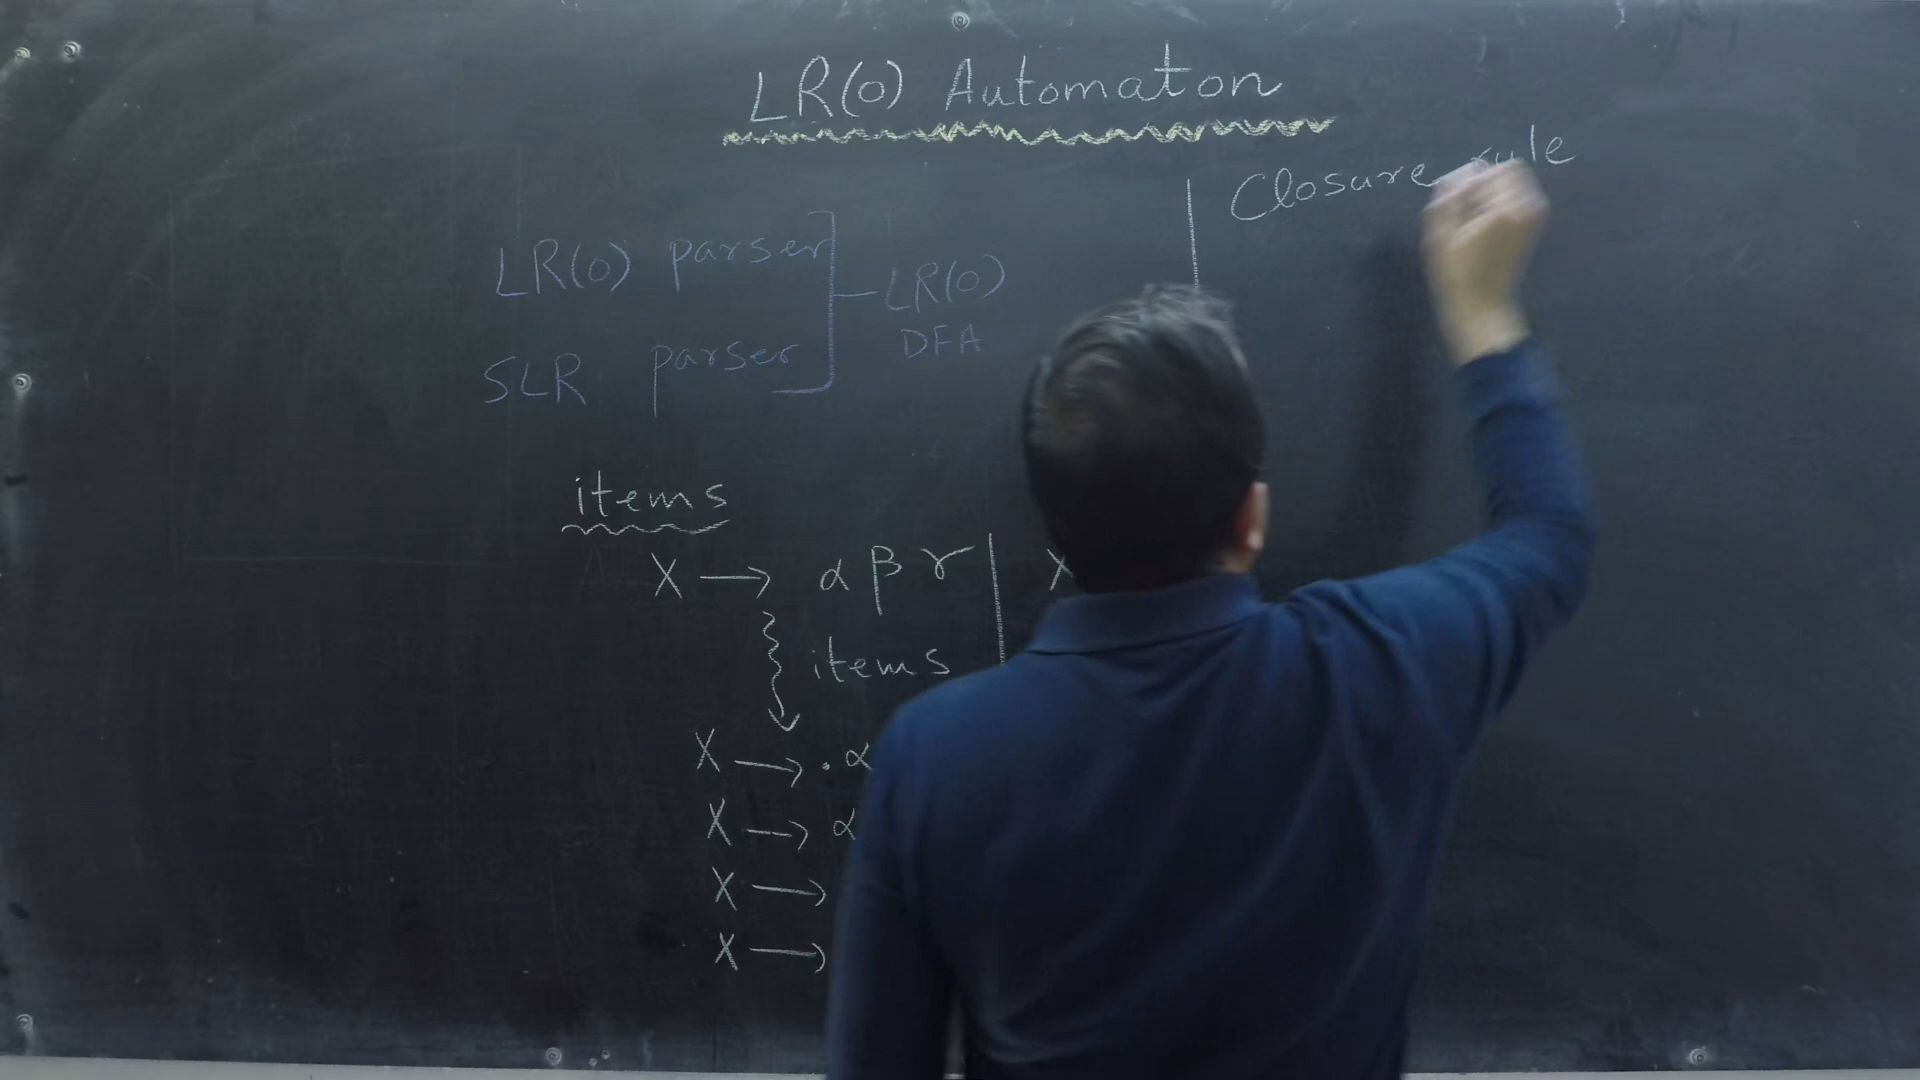 LR(0) Automaton
LR(0) parser
SLR parser
LR(0)
DFA
items
X → α β γ
items
X → . α
X → α
X →
X →
X
Closure rule